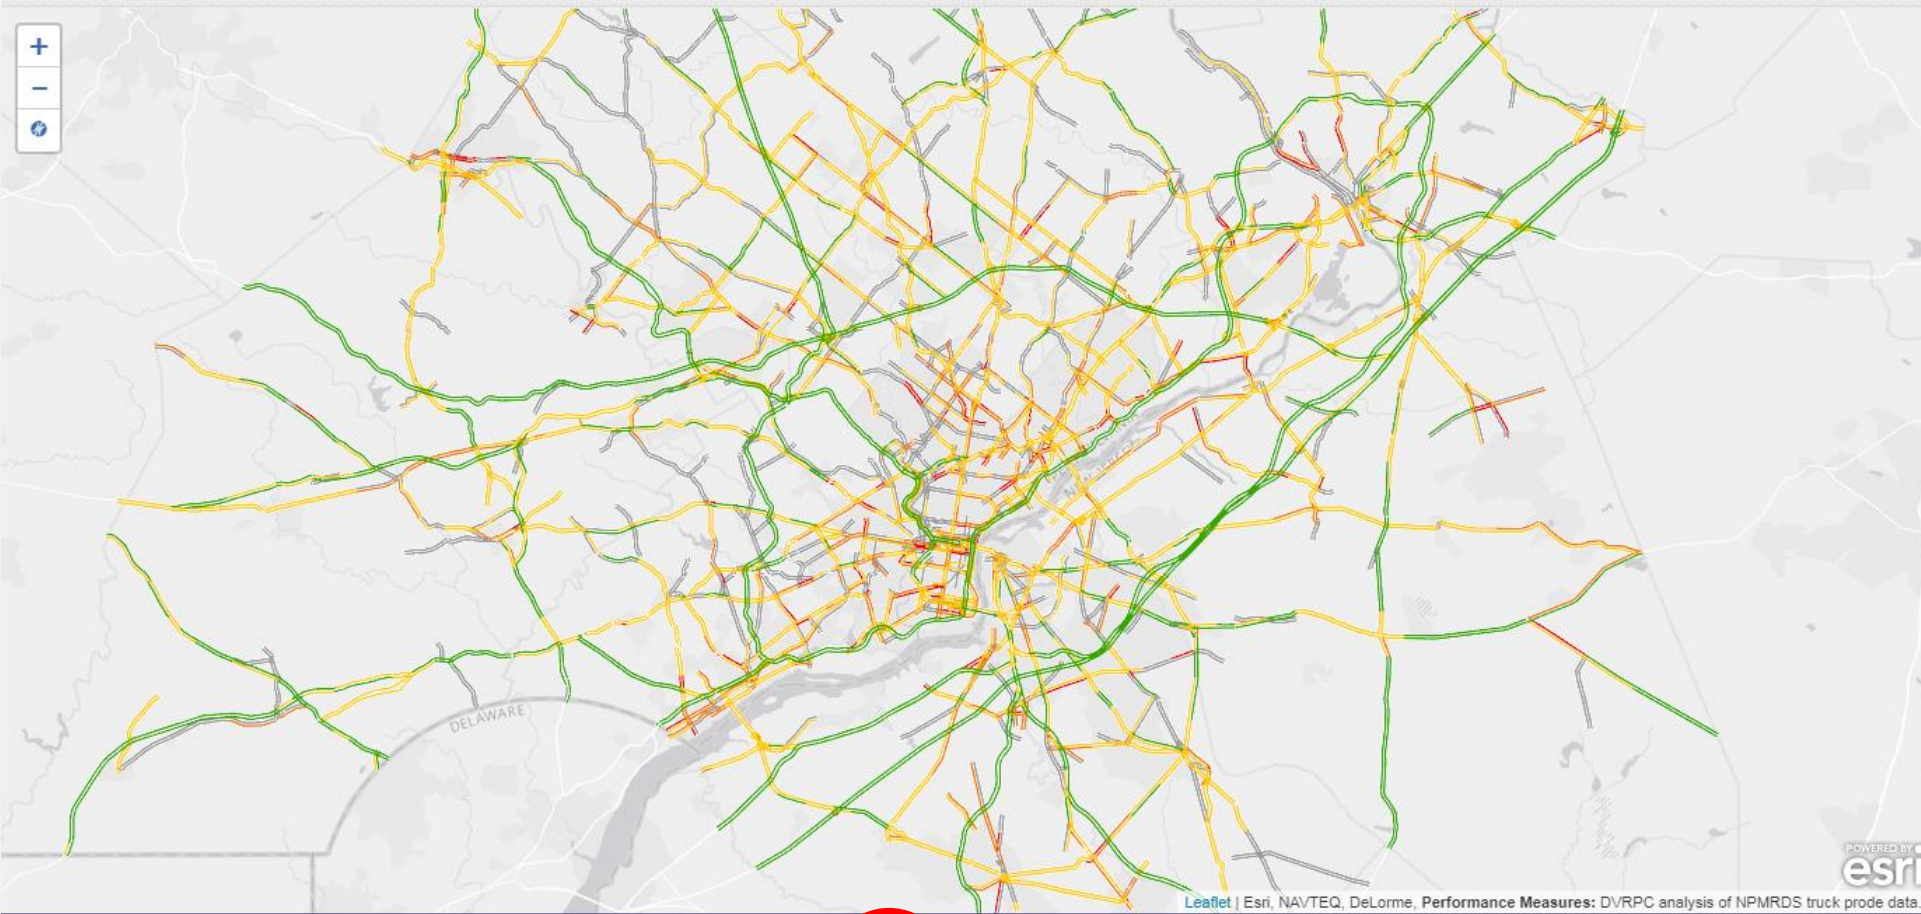 +
−
DELAWARE
POWERED BY
esri
Leaflet | Esri, NAVTEQ, DeLorme, Performance Measures: DVRPC analysis of NPMRDS truck prode data.